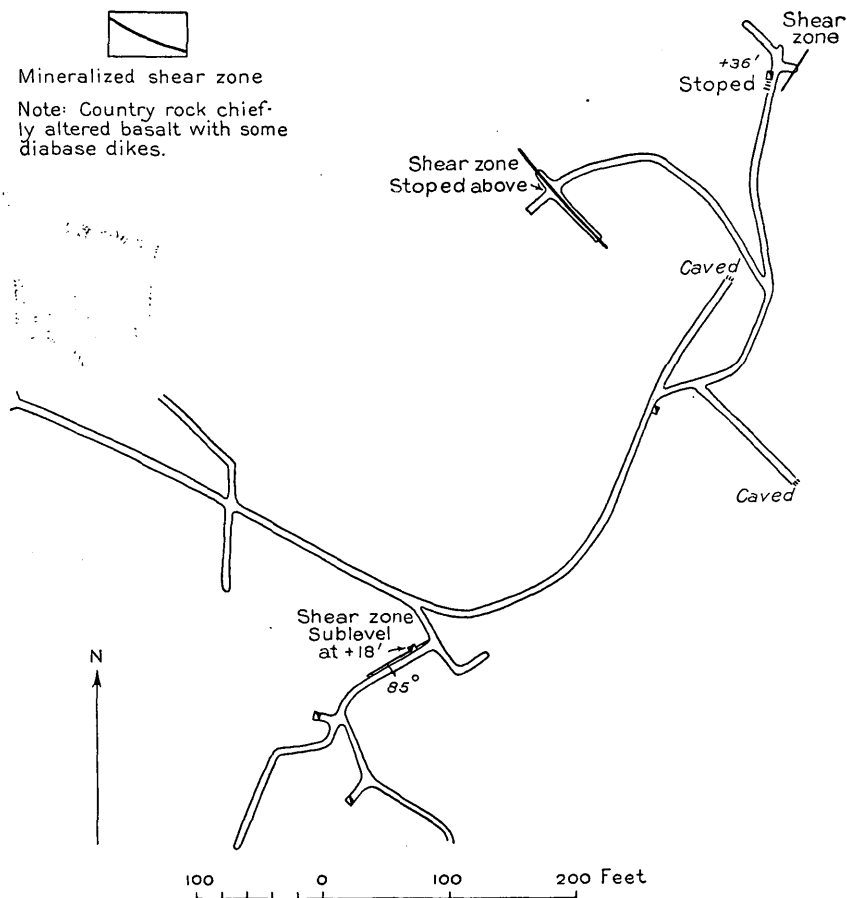 Mineralized shear zone
Note: Country rock chief-
ly altered basalt with some
diabase dikes.
Shear
zone
+36'
Stoped
Shear zone
Stoped above
Caved
Caved
Shear zone
Sublevel
at +18'
85°
N
100 0 100 200 Feet